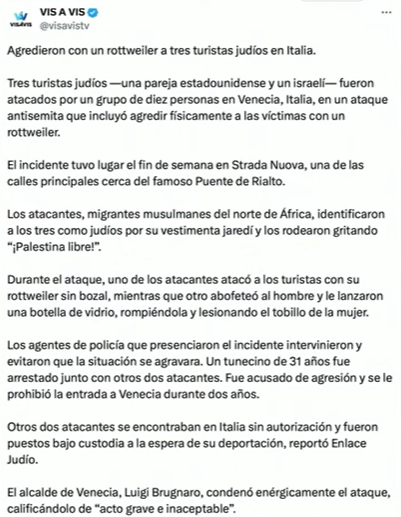 VIS A VIS
@visavistv
VIS A VIS
Agredieron con un rottweiler a tres turistas judíos en Italia.
Tres turistas judíos —una pareja estadounidense y un israelí— fueron
atacados por un grupo de diez personas en Venecia, Italia, en un ataque
antisemita que incluyó agredir físicamente a las víctimas con un
rottweiler.
El incidente tuvo lugar el fin de semana en Strada Nuova, una de las
calles principales cerca del famoso Puente de Rialto.
Los atacantes, migrantes musulmanes del norte de África, identificaron
a los tres como judíos por su vestimenta jaredí y los rodearon gritando
“¡Palestina libre!”.
Durante el ataque, uno de los atacantes atacó a los turistas con su
rottweiler sin bozal, mientras que otro abofeteó al hombre y le lanzaron
una botella de vidrio, rompiéndola y lesionando el tobillo de la mujer.
Los agentes de policía que presenciaron el incidente intervinieron y
evitaron que la situación se agravara. Un tunecino de 31 años fue
arrestado junto con otros dos atacantes. Fue acusado de agresión y se le
prohibió la entrada a Venecia durante dos años.
Otros dos atacantes se encontraban en Italia sin autorización y fueron
puestos bajo custodia a la espera de su deportación, reportó Enlace
Judío.
El alcalde de Venecia, Luigi Brugnaro, condenó enérgicamente el ataque,
calificándolo de “acto grave e inaceptable”.